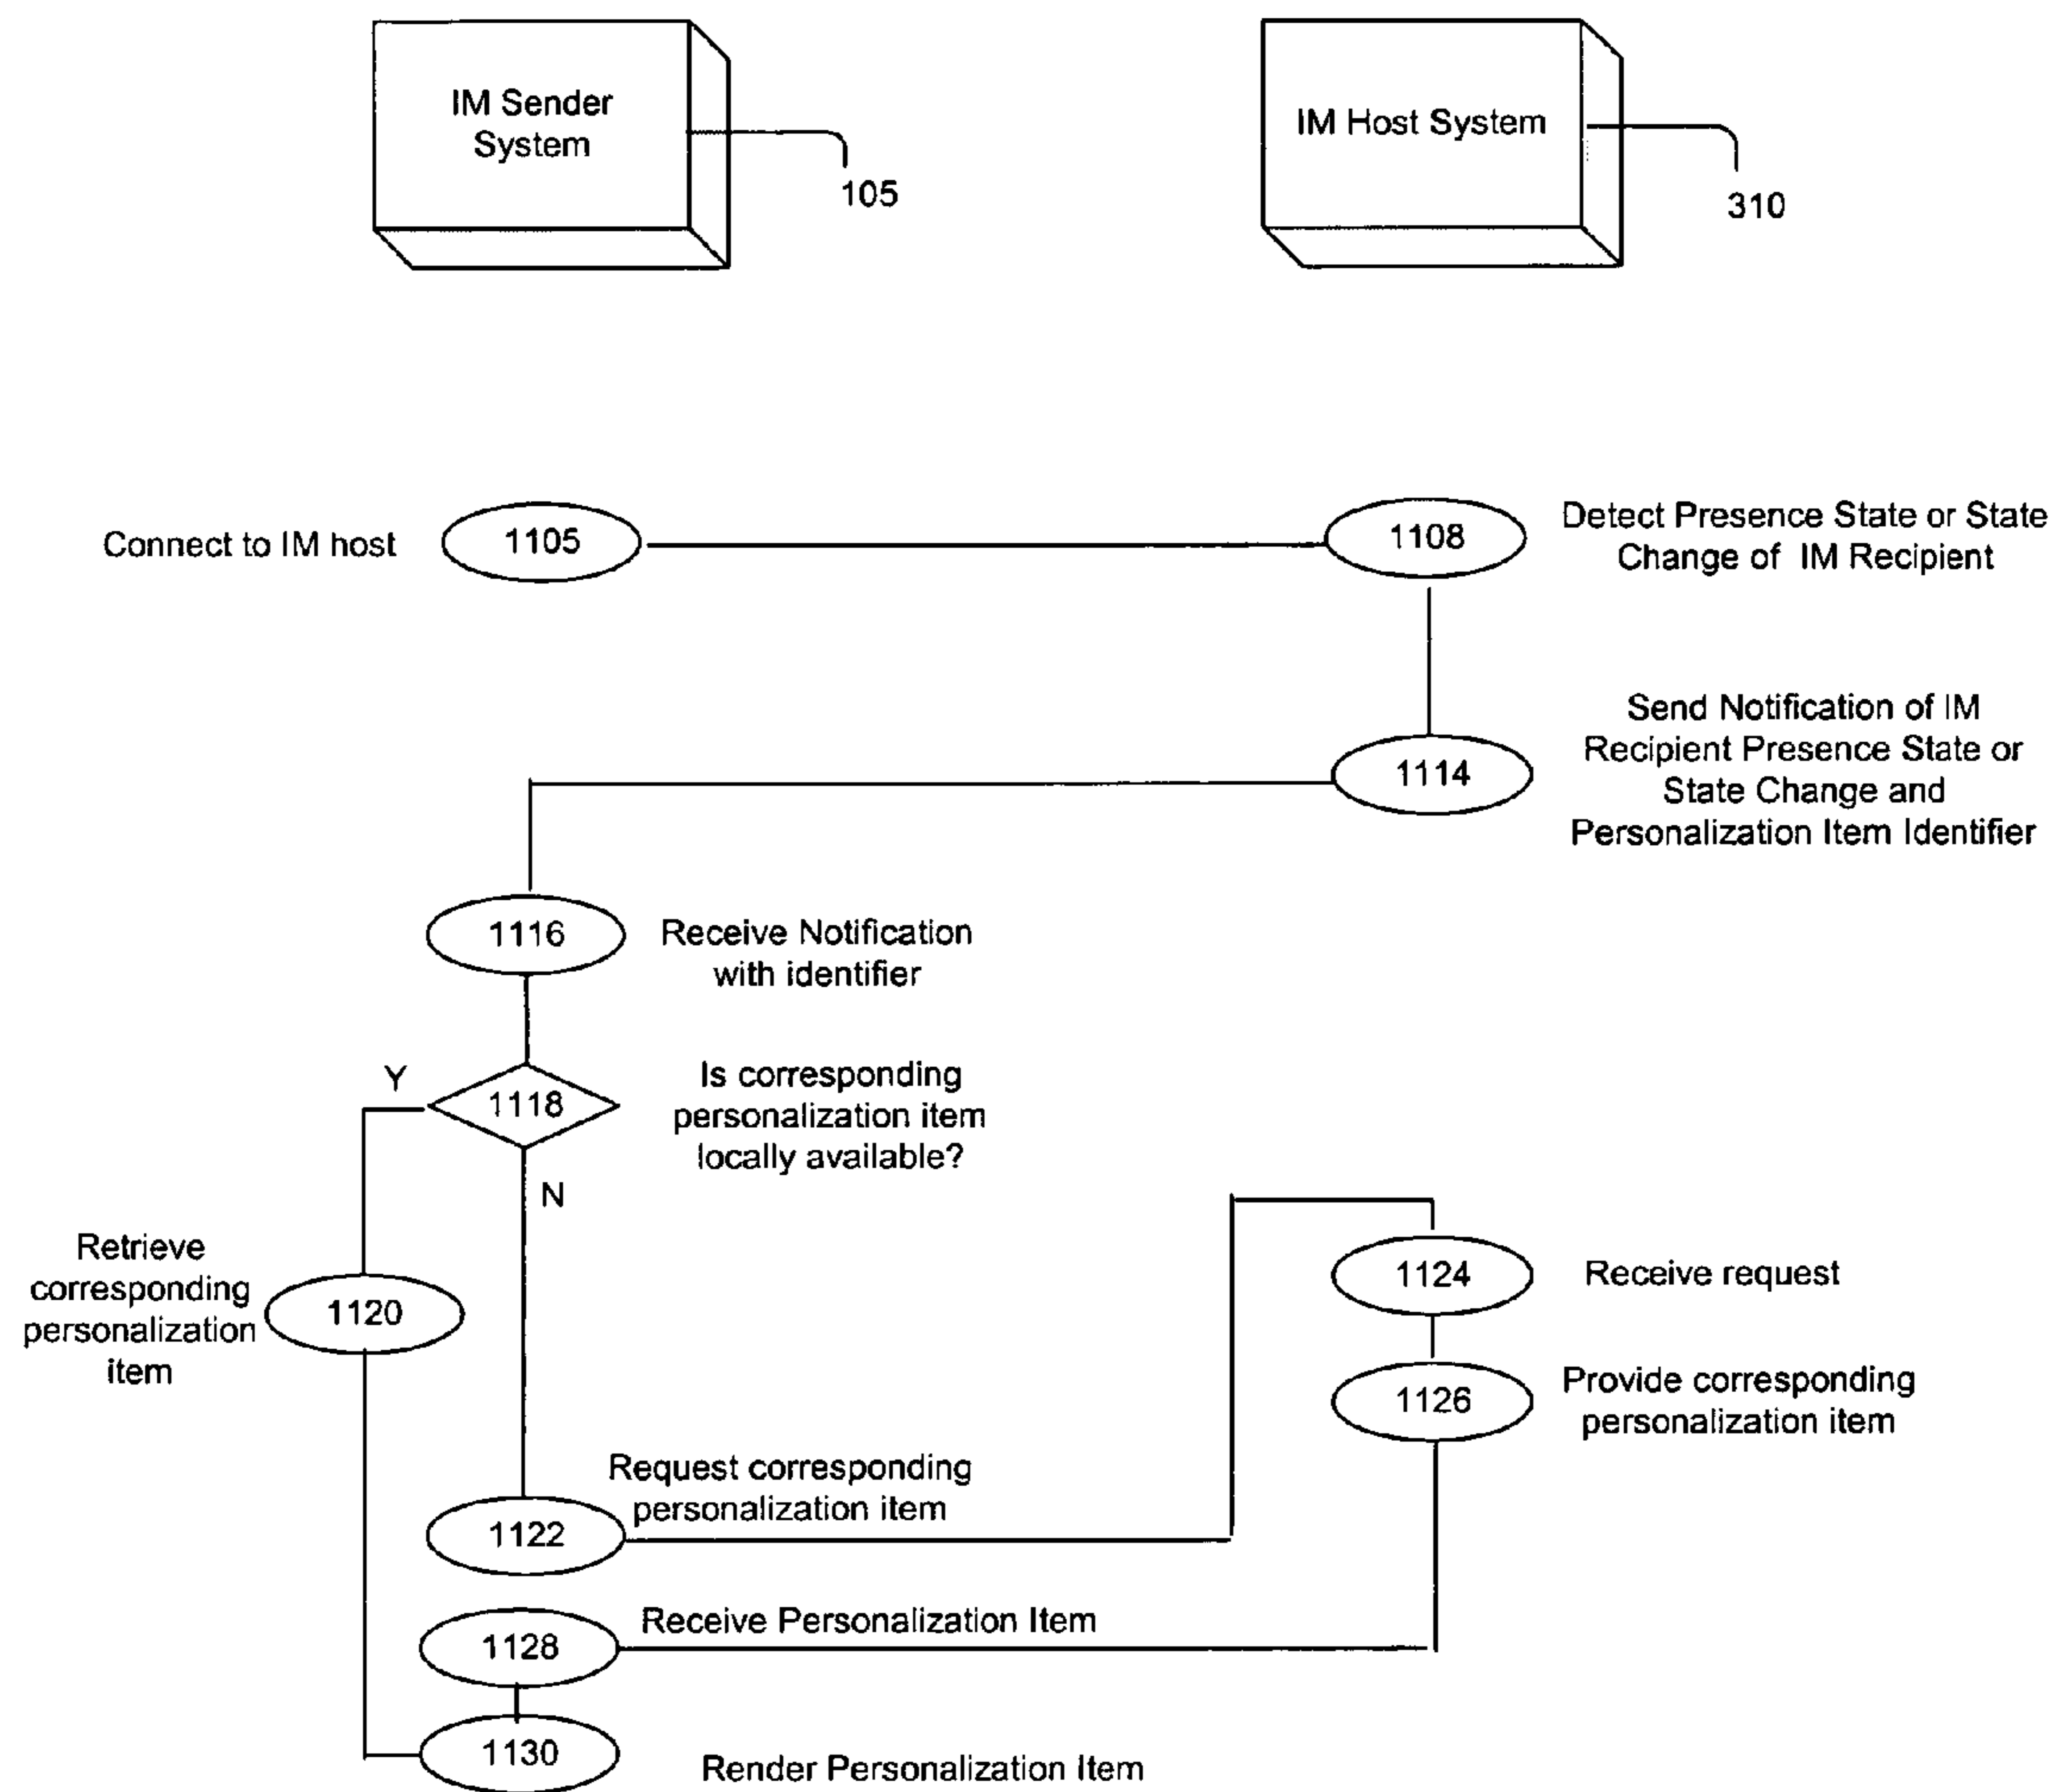 IM Sender
System
105
IM Host System
310
Connect to IM host
1105
1108
Detect Presence State or State
Change of IM Recipient
Send Notification of IM
Recipient Presence State or
State Change and
Personalization Item Identifier
1114
1116
Receive Notification
with identifier
Y
1118
Is corresponding
personalization item
locally available?
N
Retrieve
corresponding
personalization
item
1120
1124
Receive request
1126
Provide corresponding
personalization item
Request corresponding
personalization item
1122
Receive Personalization Item
1128
1130
Render Personalization Item